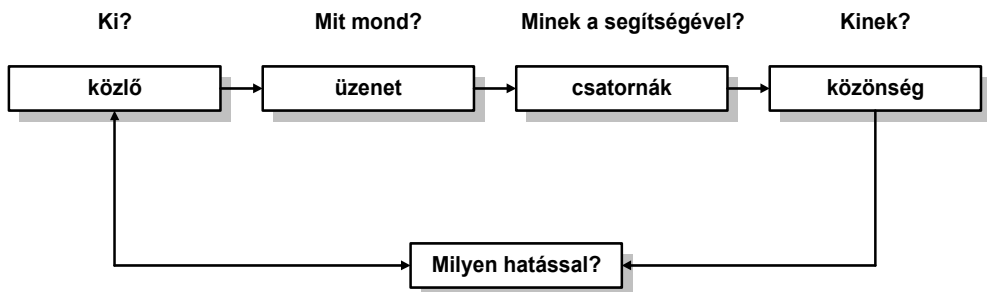 Ki?
Mit mond?
Minek a segítségével?
Kinek?
közlő
üzenet
csatornák
közönség
Milyen hatással?